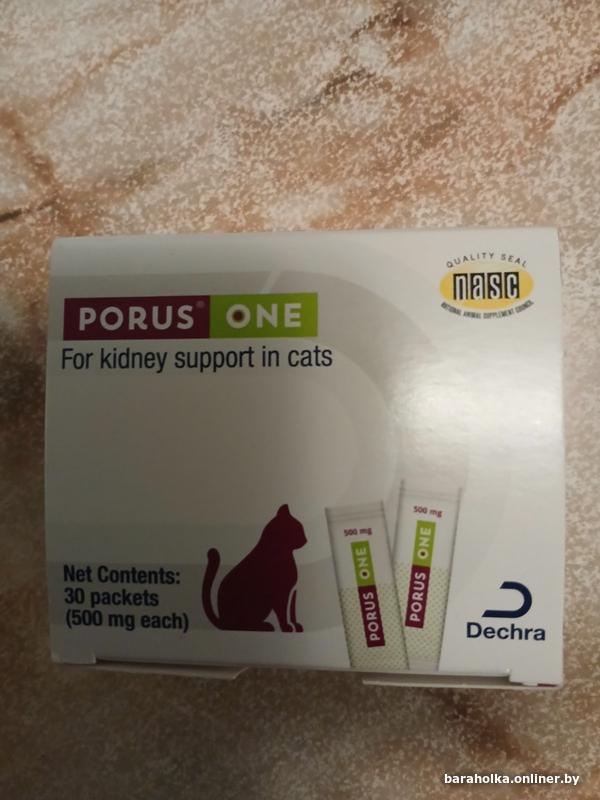 QUALITY SEAL
nasc
NATIONAL ANIMAL SUPPLEMENT COUNCIL
PORUS® ONE
For kidney support in cats
500 mg
PORUS ONE
500 mg
PORUS ONE
Net Contents:
30 packets
(500 mg each)
Dechra
baraholka.onliner.by